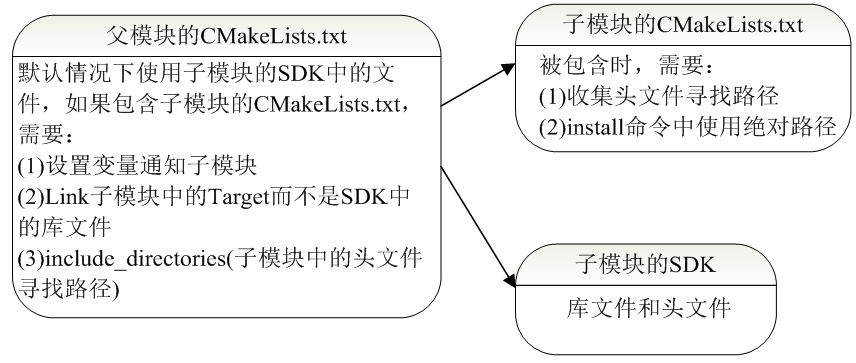 父模块的CMakeLists.txt
默认情况下使用子模块的SDK中的文
件，如果包含子模块的CMakeLists.txt，
需要：
(1)设置变量通知子模块
(2)Link子模块中的Target而不是SDK中
的库文件
(3)include_directories(子模块中的头文件
寻找路径)
子模块的CMakeLists.txt
被包含时，需要：
(1)收集头文件寻找路径
(2)install命令中使用绝对路径
子模块的SDK
库文件和头文件